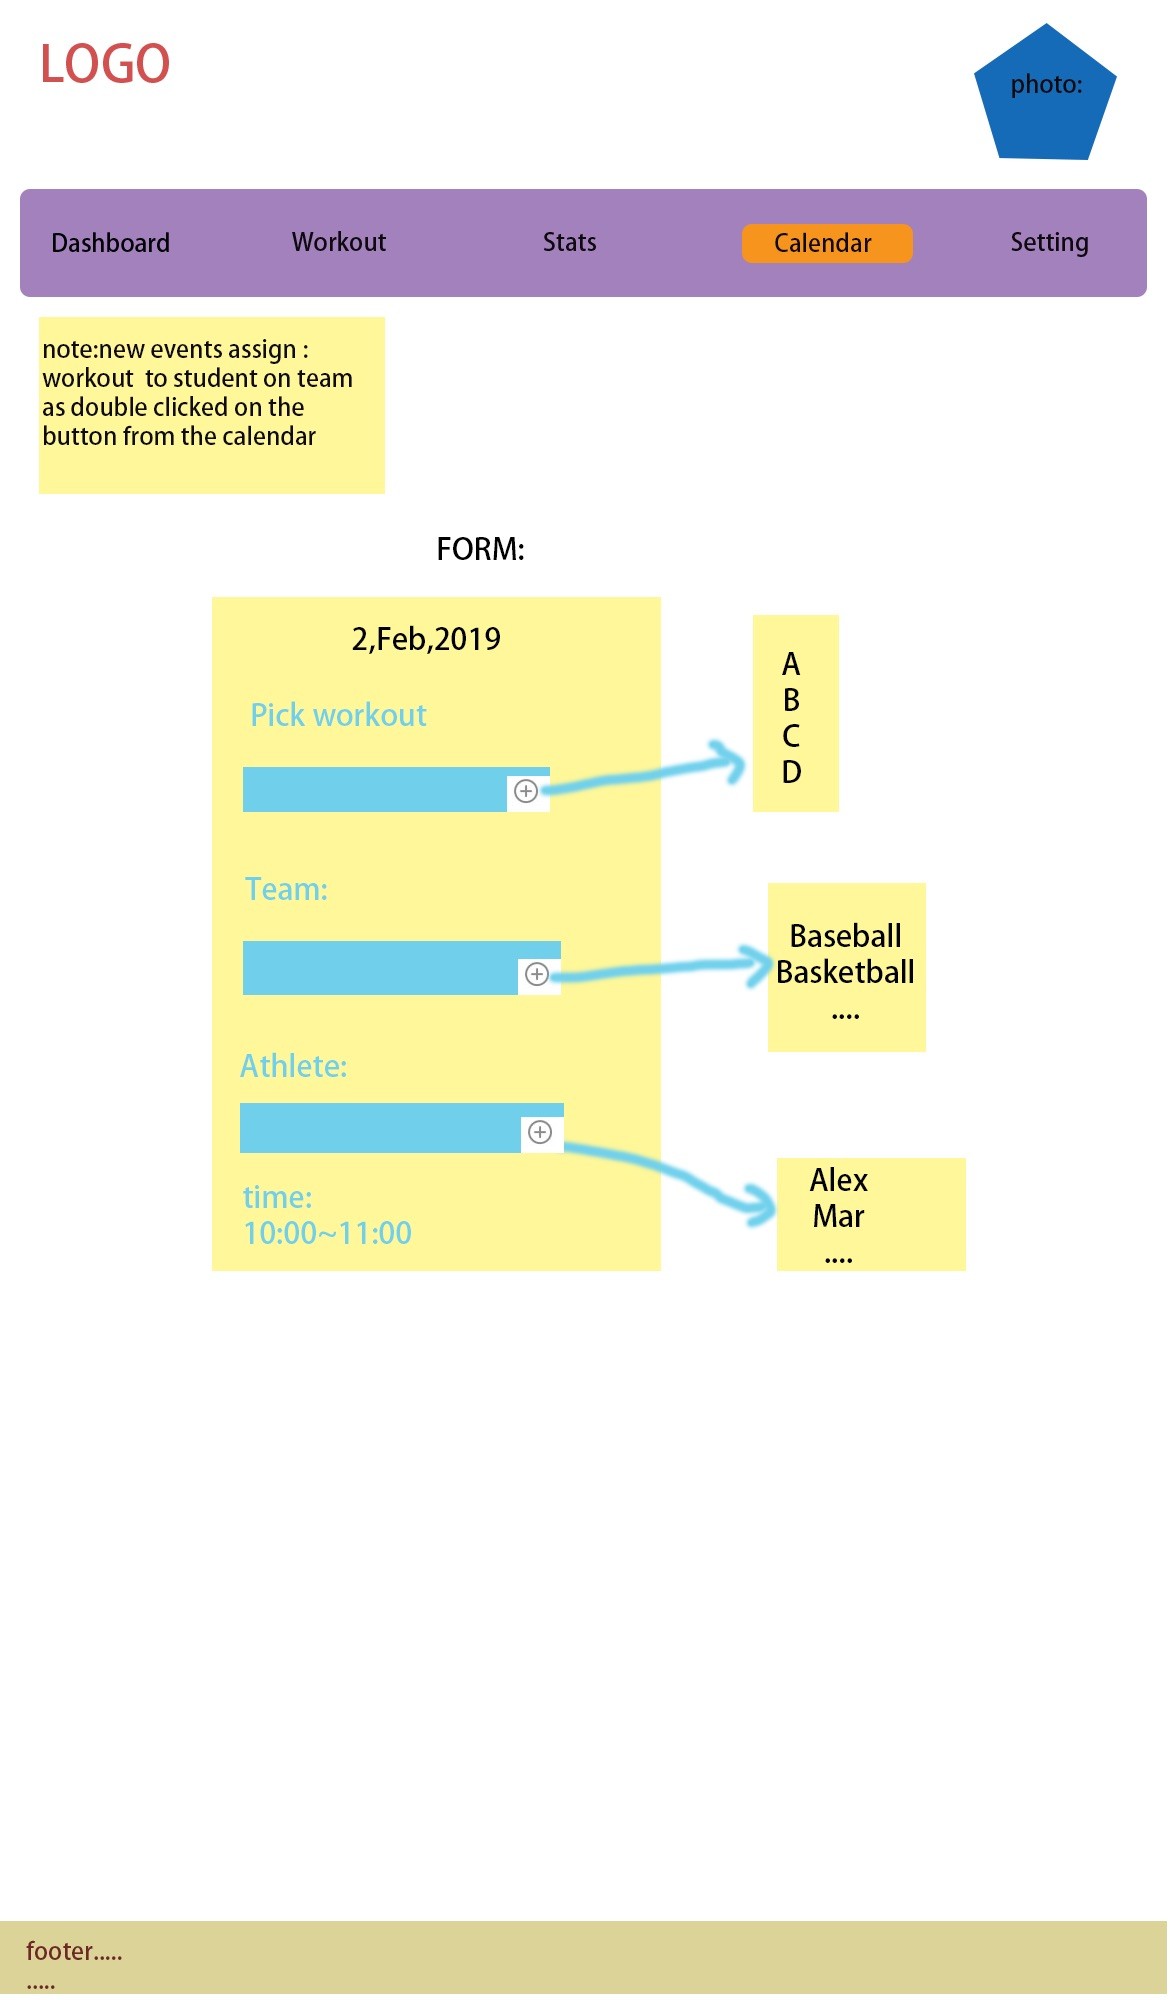 LOGO
photo:
Dashboard
Workout
Stats
Calendar
Setting
note:new events assign :
workout  to student on team
as double clicked on the
button from the calendar
FORM:
2,Feb,2019
Pick workout
A
B
C
D
Team:
Baseball
Basketball
....
Athlete:
Alex
Mar
....
time:
10:00~11:00
footer.....
.....